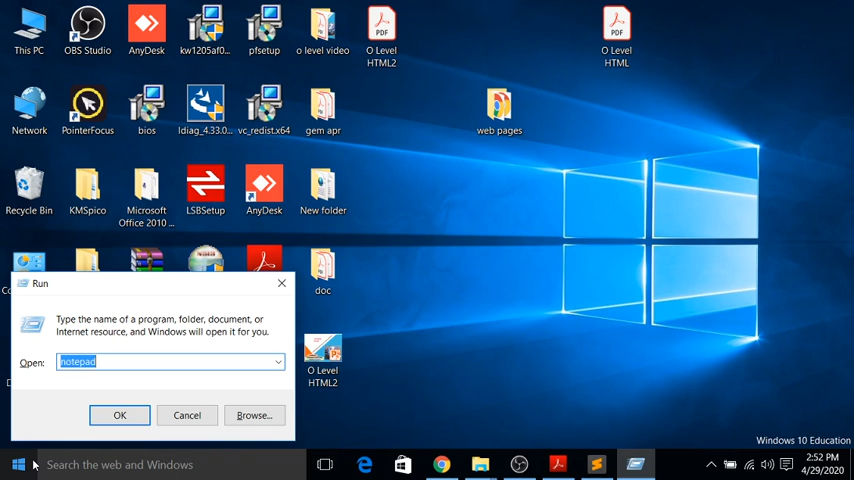 This PC
OBS Studio
AnyDesk
kw1205af0...
pfsetup
o level video
O Level
HTML2
O Level
HTML
Network
PointerFocus
bios
ldiag_4.33.0...
vc_redist.x64
gem apr
web pages
Recycle Bin
KMSpico
Microsoft
Office 2010 ...
LSBSetup
AnyDesk
New folder
doc
O Level
HTML2
Run
Type the name of a program, folder, document, or
Internet resource, and Windows will open it for you.
Open:
notepad
OK
Cancel
Browse...
Windows 10 Education
Search the web and Windows
2:52 PM
4/29/2020